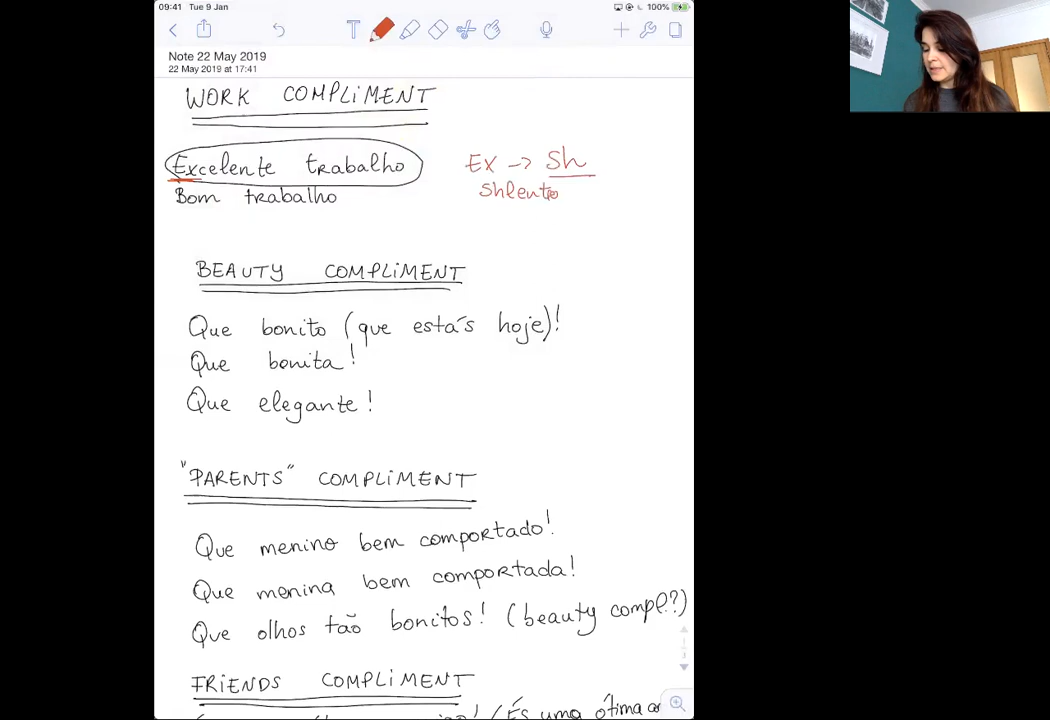 09:41 Tue 9 Jan
100%
Note 22 May 2019
22 May 2019 at 17:41
WORK COMPLIMENT
Excelente trabalho
Ex -> Sh
Bom trabalho
Shlente
BEAUTY COMPLIMENT
Que bonito (que estás hoje)!
Que bonita!
Que elegante!
"PARENTS" COMPLIMENT
Que menino bem comportado!
Que menina bem comportada!
Que olhos tão bonitos! (beauty compl??)
FRiENDS COMPLIMENT
! / És uma ótima